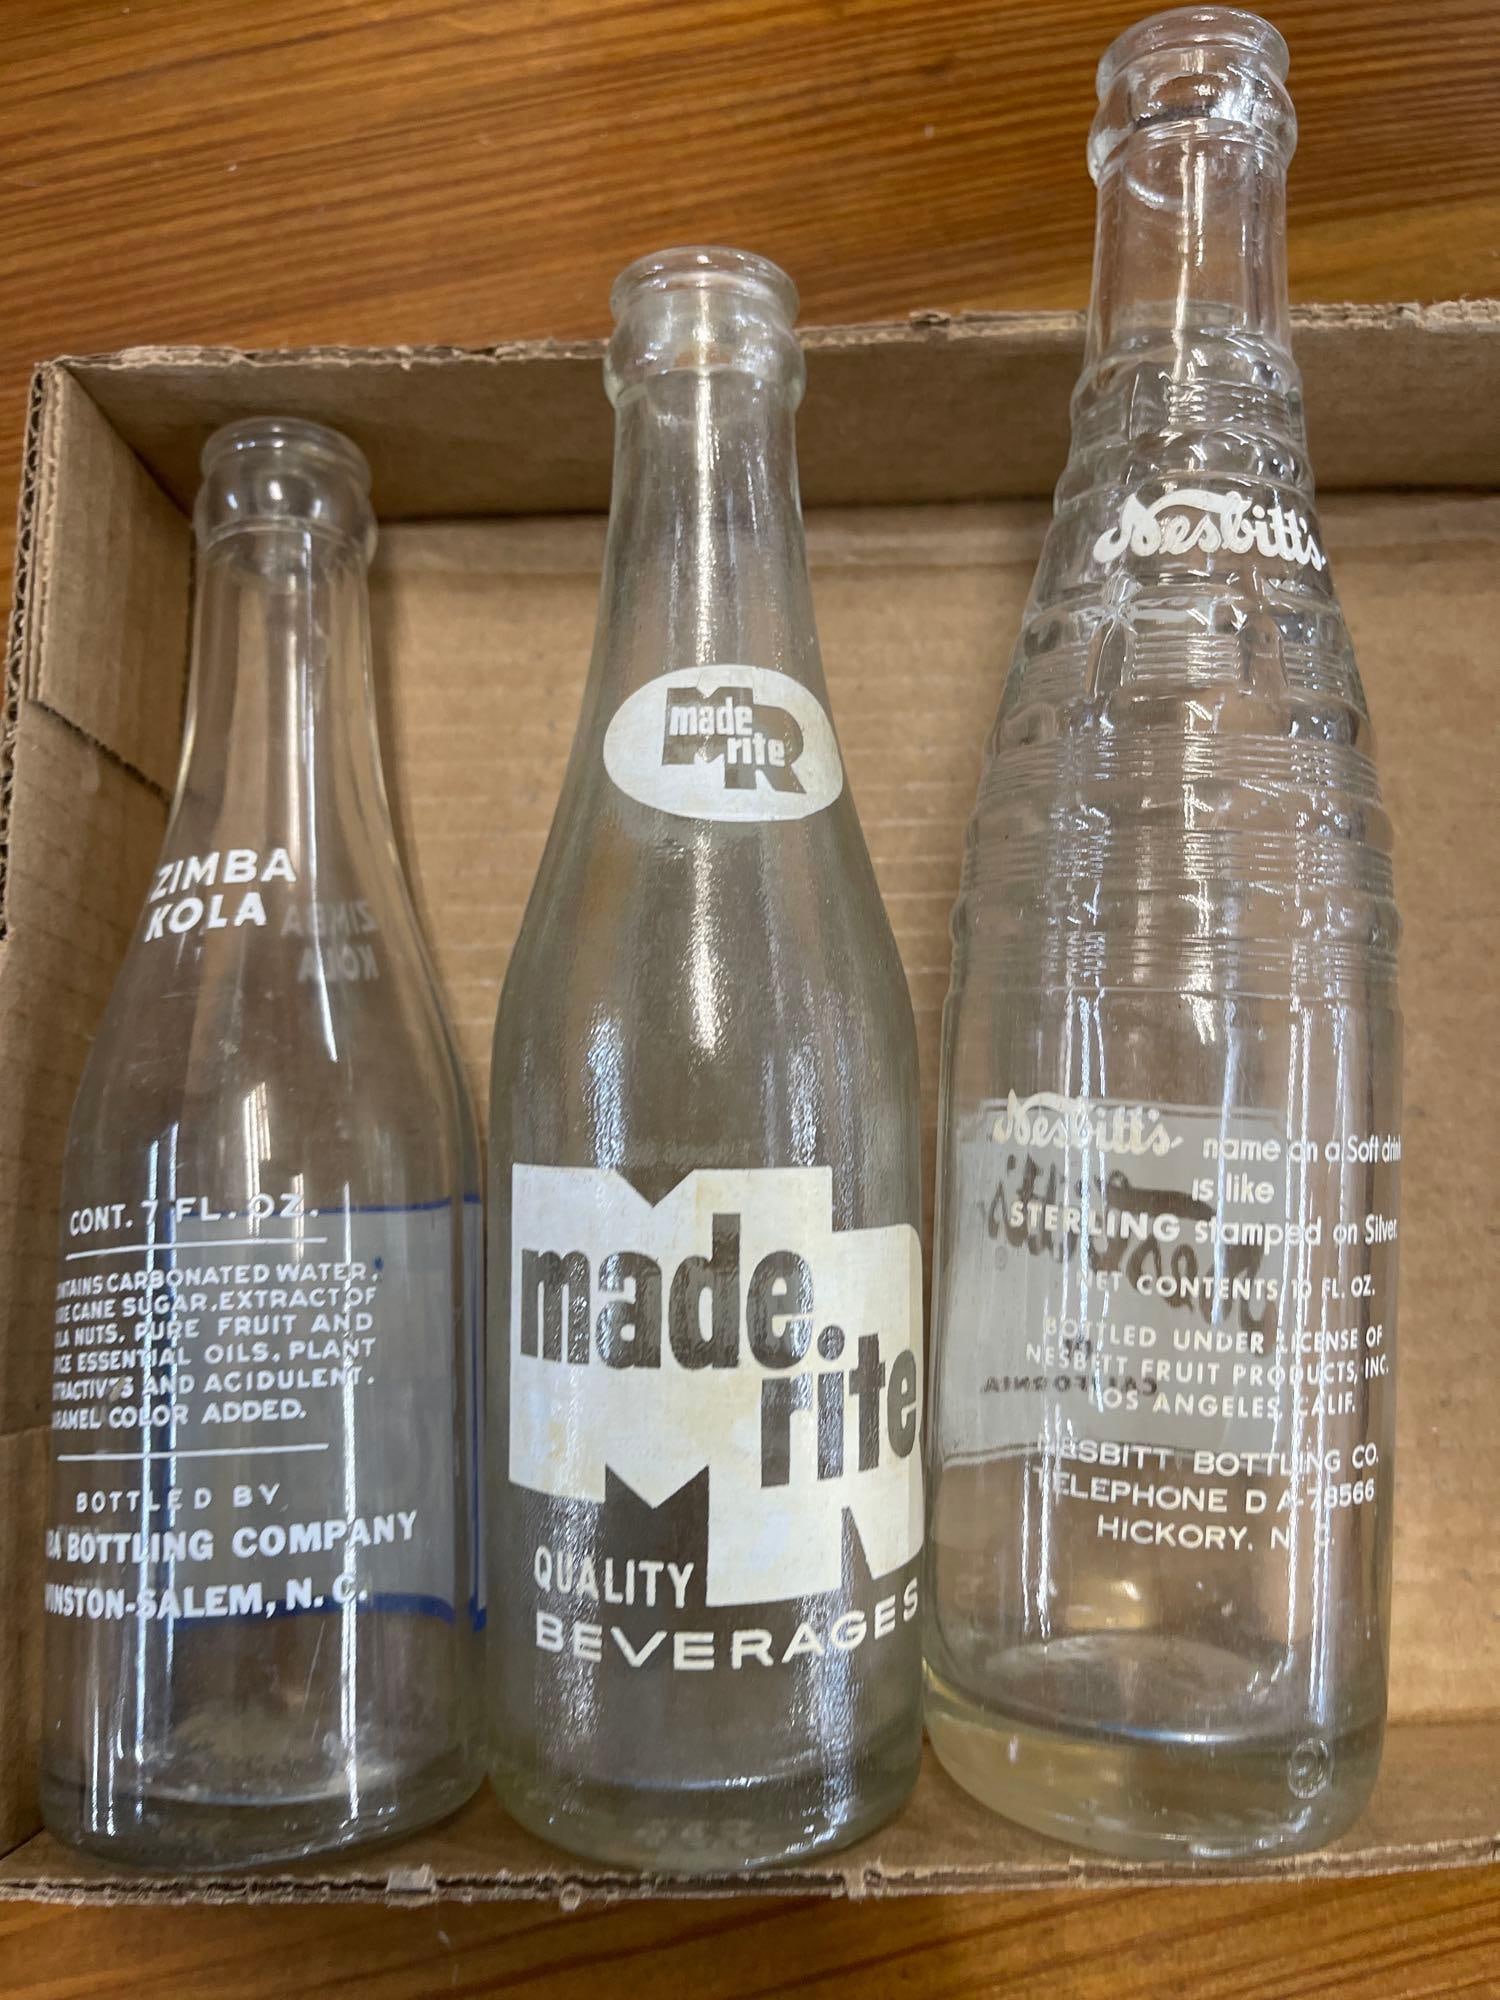 ZIMBA
KOLA
CONT. 7 FL. OZ.
CARBONATED WATER,
CANE SUGAR, EXTRACT OF
NUTS, PURE FRUIT AND
ESSENTIAL OILS, PLANT
AND ACIDULENT.
COLOR ADDED.
BOTTLED BY
BOTTLING COMPANY
WINSTON-SALEM, N. C.
made
rite
MR
made
rite
MR
QUALITY
BEVERAGES
Nesbitt's
Nesbitt's name on a Soft drink
is like
STERLING stamped on Silver.
NET CONTENTS 10 FL. OZ.
BOTTLED UNDER LICENSE OF
NESBITT FRUIT PRODUCTS, INC.
LOS ANGELES, CALIF.
NESBITT BOTTLING CO.
TELEPHONE D A-78566
HICKORY, N. C.
Nesbitt's
CALIFORNIA